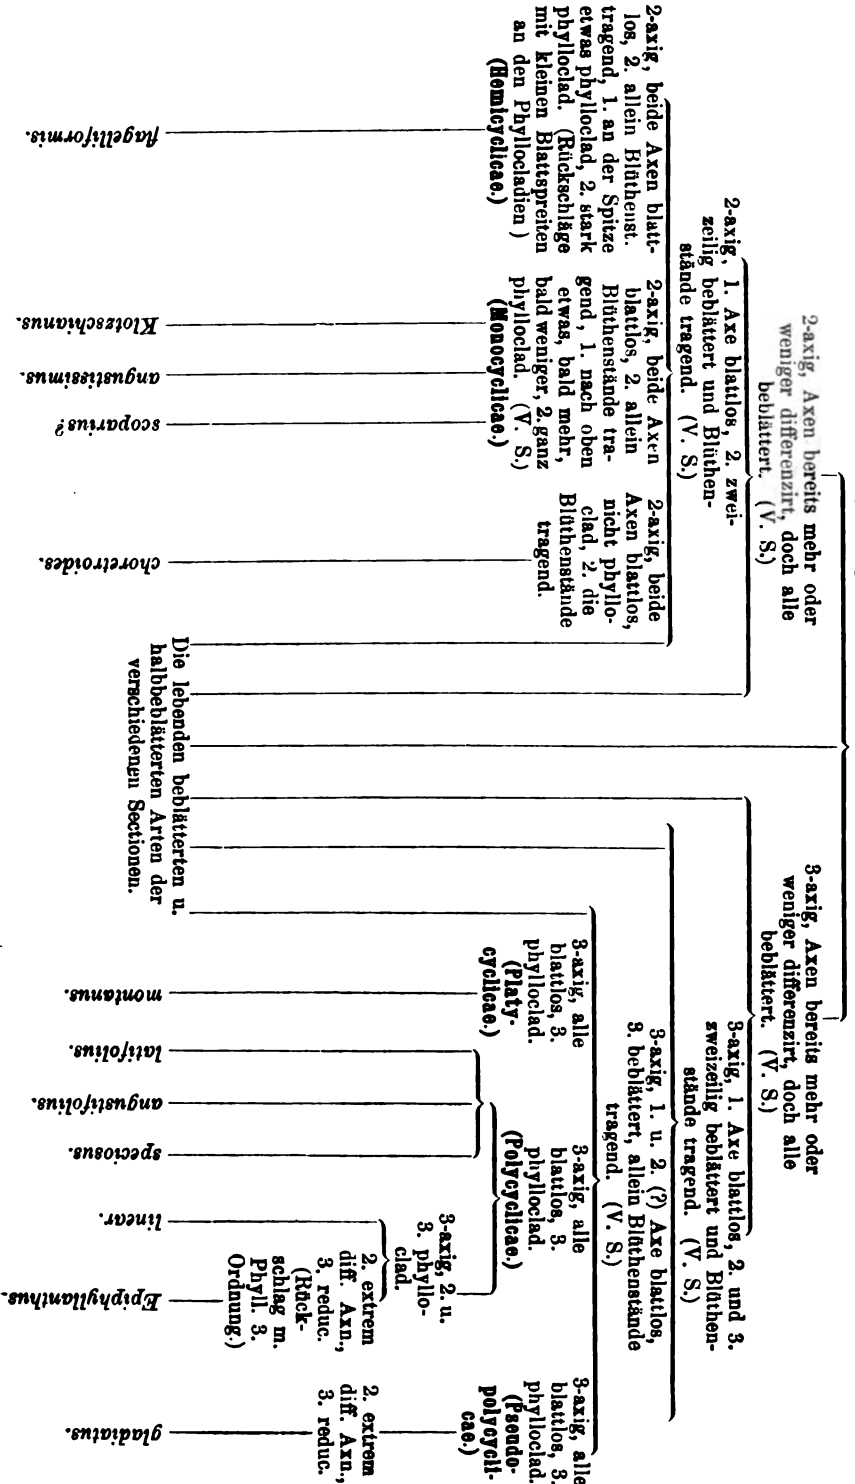 2-axig, Axen bereits mehr oder
weniger differenzirt, doch alle
beblättert. (V. S.)
3-axig, Axen bereits mehr oder
weniger differenzirt, doch alle
beblättert. (V. S.)
2-axig, 1. Axe blattlos, 2. zwei-
zeilig beblättert und Blüthen-
stände tragend. (V. S.)
3-axig, 1. Axe blattlos, 2. und 3.
zweizeilig beblättert und Blüthen-
stände tragend. (V. S.)
2-axig, beide Axen blatt-
los, 2. allein Blüthenst.
tragend, 1. an der Spitze
etwas phylloclad, 2. stark
phylloclad. (Rückschläge
mit kleinen Blattspreiten
an den Phyllocladien)
(Hemicyclicae.)
2-axig, beide Axen
blattlos, 2. allein
Blüthenstände tra-
gend, 1. nach oben
etwas, bald mehr,
bald weniger, 2. ganz
phylloclad. (V. S.)
(Monocyclicae.)
2-axig, beide
Axen blattlos,
nicht phyllo-
clad, 2. die
Blüthenstände
tragend.
3-axig, 1. u. 2. (?) Axe blattlos,
3. beblättert, allein Blüthenstände
tragend. (V. S.)
3-axig, alle
blattlos, 3.
phylloclad.
(Platy-
cyclicae.)
3-axig, alle
blattlos, 3.
phylloclad.
(Polycyclicae.)
3-axig, alle
blattlos, 3.
phylloclad.
(Pseudo-
polycycli-
cae.)
3-axig, 2. u.
3. phyllo-
clad.
2. extrem
diff. Axn.,
3. reduc.
(Rück-
schlag m.
Phyll. 3.
Ordnung.)
2. extrem
diff. Axn.,
3. reduc.
Die lebenden beblätterten u.
halbbeblätterten Arten der
verschiedenen Sectionen.
flagelliformis.
Klotzschianus.
angustissimus.
scoparius?
choretroides.
montanus.
latifolius.
angustifolius.
speciosus.
linear.
Epiphyllanthus.
gladiatus.